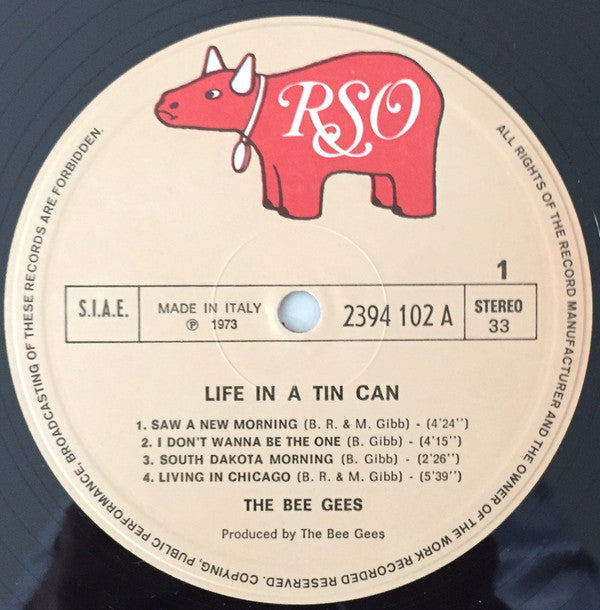 RSO
ALL RIGHTS OF THE RECORD MANUFACTURER AND THE OWNER OF THE WORK RECORDED RESERVED. COPYING, PUBLIC PERFORMANCE, BROADCASTING OF THESE RECORDS ARE FORBIDDEN.
1
S.I.A.E.
MADE IN ITALY
℗ 1973
2394 102 A
STEREO
33
LIFE IN A TIN CAN
1. SAW A NEW MORNING (B. R. & M. Gibb) - (4'24'')
2. I DON'T WANNA BE THE ONE (B. Gibb) - (4'15'')
3. SOUTH DAKOTA MORNING (B. Gibb) - (2'26'')
4. LIVING IN CHICAGO (B. R. & M. Gibb) - (5'39'')
THE BEE GEES
Produced by The Bee Gees